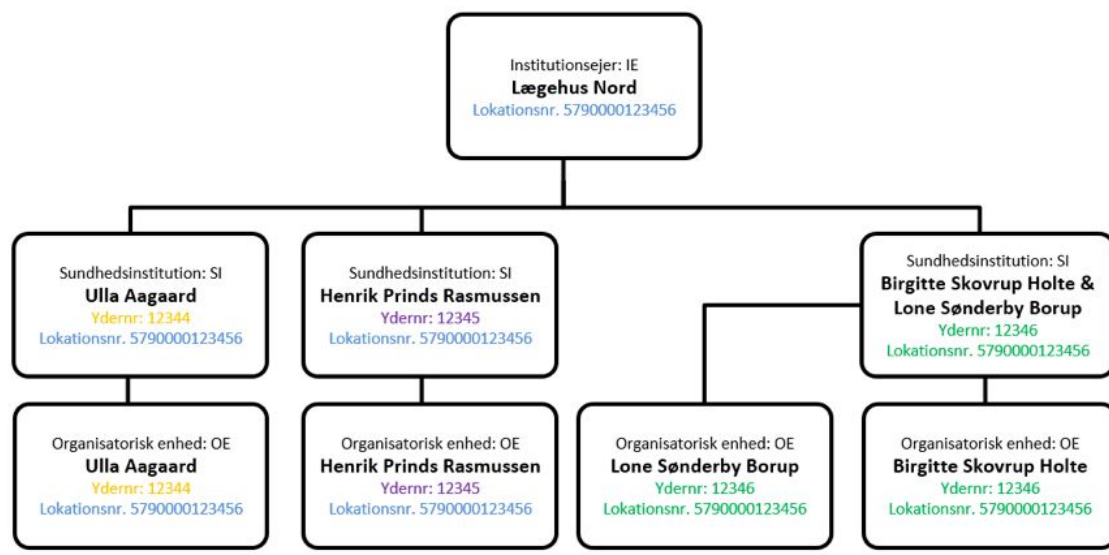 Institutionsejer: IE
Lægehus Nord
Lokationsnr. 5790000123456
Sundhedsinstitution: SI
Ulla Aagaard
Ydernr: 12344
Lokationsnr. 5790000123456
Sundhedsinstitution: SI
Henrik Prinds Rasmussen
Ydernr: 12345
Lokationsnr. 5790000123456
Sundhedsinstitution: SI
Birgitte Skovrup Holte &
Lone Sønderby Borup
Ydernr: 12346
Lokationsnr. 5790000123456
Organisatorisk enhed: OE
Ulla Aagaard
Ydernr: 12344
Lokationsnr. 5790000123456
Organisatorisk enhed: OE
Henrik Prinds Rasmussen
Ydernr: 12345
Lokationsnr. 5790000123456
Organisatorisk enhed: OE
Lone Sønderby Borup
Ydernr: 12346
Lokationsnr. 5790000123456
Organisatorisk enhed: OE
Birgitte Skovrup Holte
Ydernr: 12346
Lokationsnr. 5790000123456